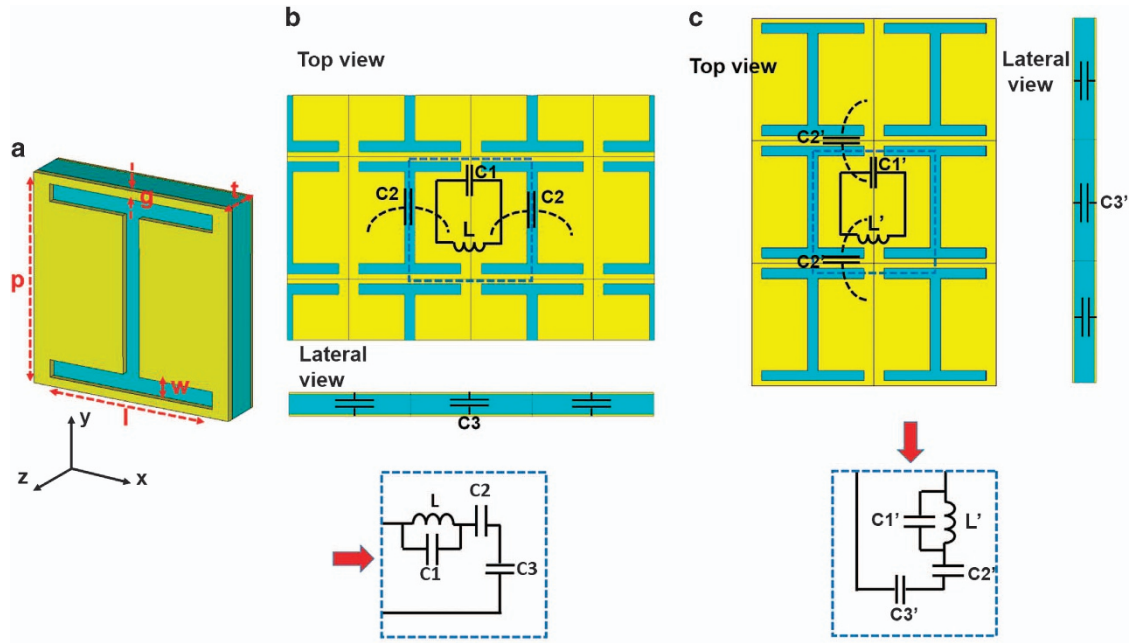 a
g
t
p
w
l
y
z
x
b
Top view
C1
C2
C2
L
Lateral
view
C3
L
C2
C1
C3
c
Top view
Lateral
view
C2'
C1'
L'
C2'
C3'
C1'
L'
C2'
C3'